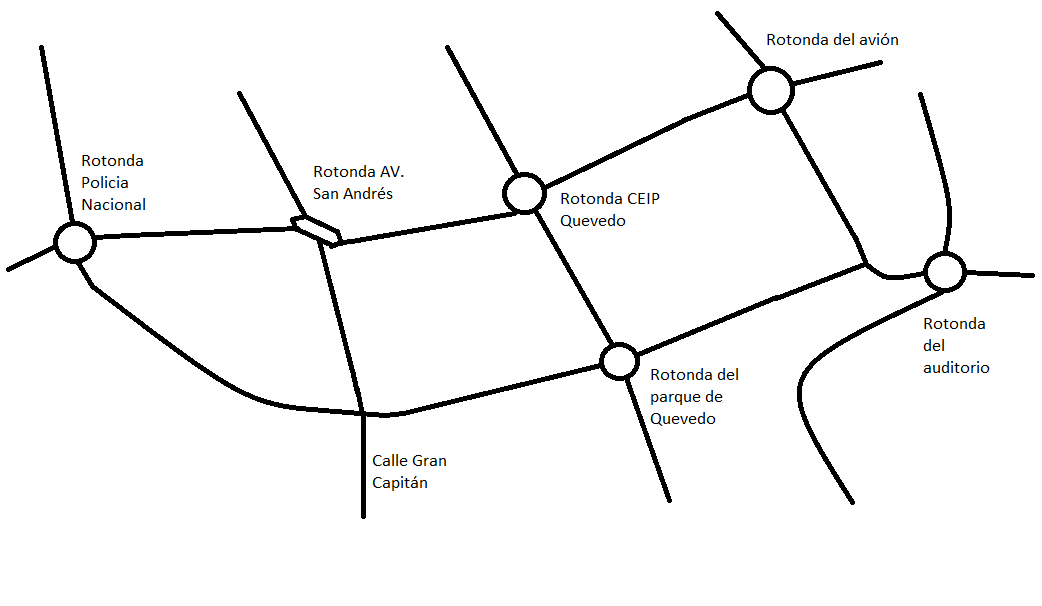 Rotonda del avión
Rotonda
Policia
Nacional
Rotonda AV.
San Andrés
Rotonda CEIP
Quevedo
Rotonda
del
auditorio
Rotonda del
parque de
Quevedo
Calle Gran
Capitán